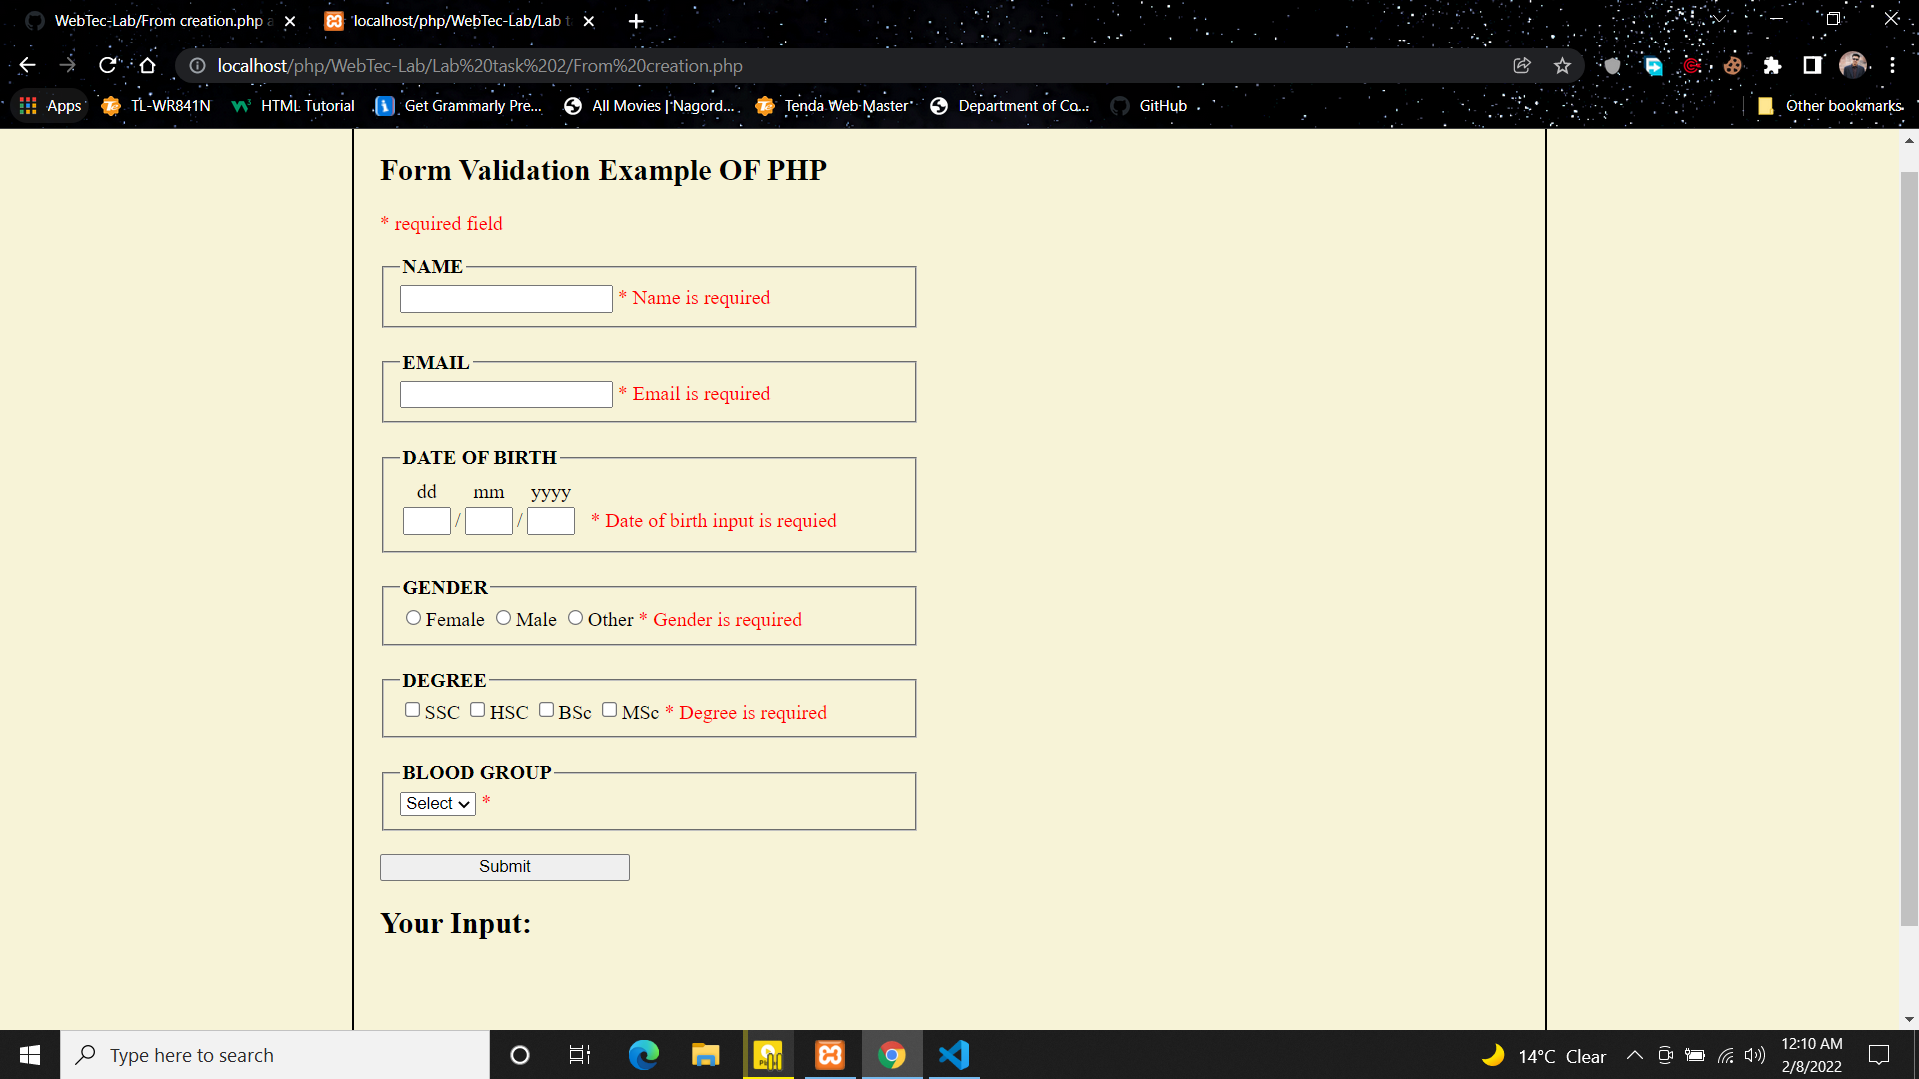 WebTec-Lab/From creation.php a
localhost/php/WebTec-Lab/Lab t
localhost/php/WebTec-Lab/Lab%20task%202/From%20creation.php
Apps TL-WR841N HTML Tutorial Get Grammarly Pre... All Movies | Nagord... Tenda Web Master Department of Co... GitHub Other bookmarks
Form Validation Example OF PHP
* required field
NAME
* Name is required
EMAIL
* Email is required
DATE OF BIRTH
dd mm yyyy
/ / * Date of birth input is requied
GENDER
Female Male Other * Gender is required
DEGREE
SSC HSC BSc MSc * Degree is required
BLOOD GROUP
Select *
Submit
Your Input:
Type here to search
14°C Clear
12:10 AM
2/8/2022